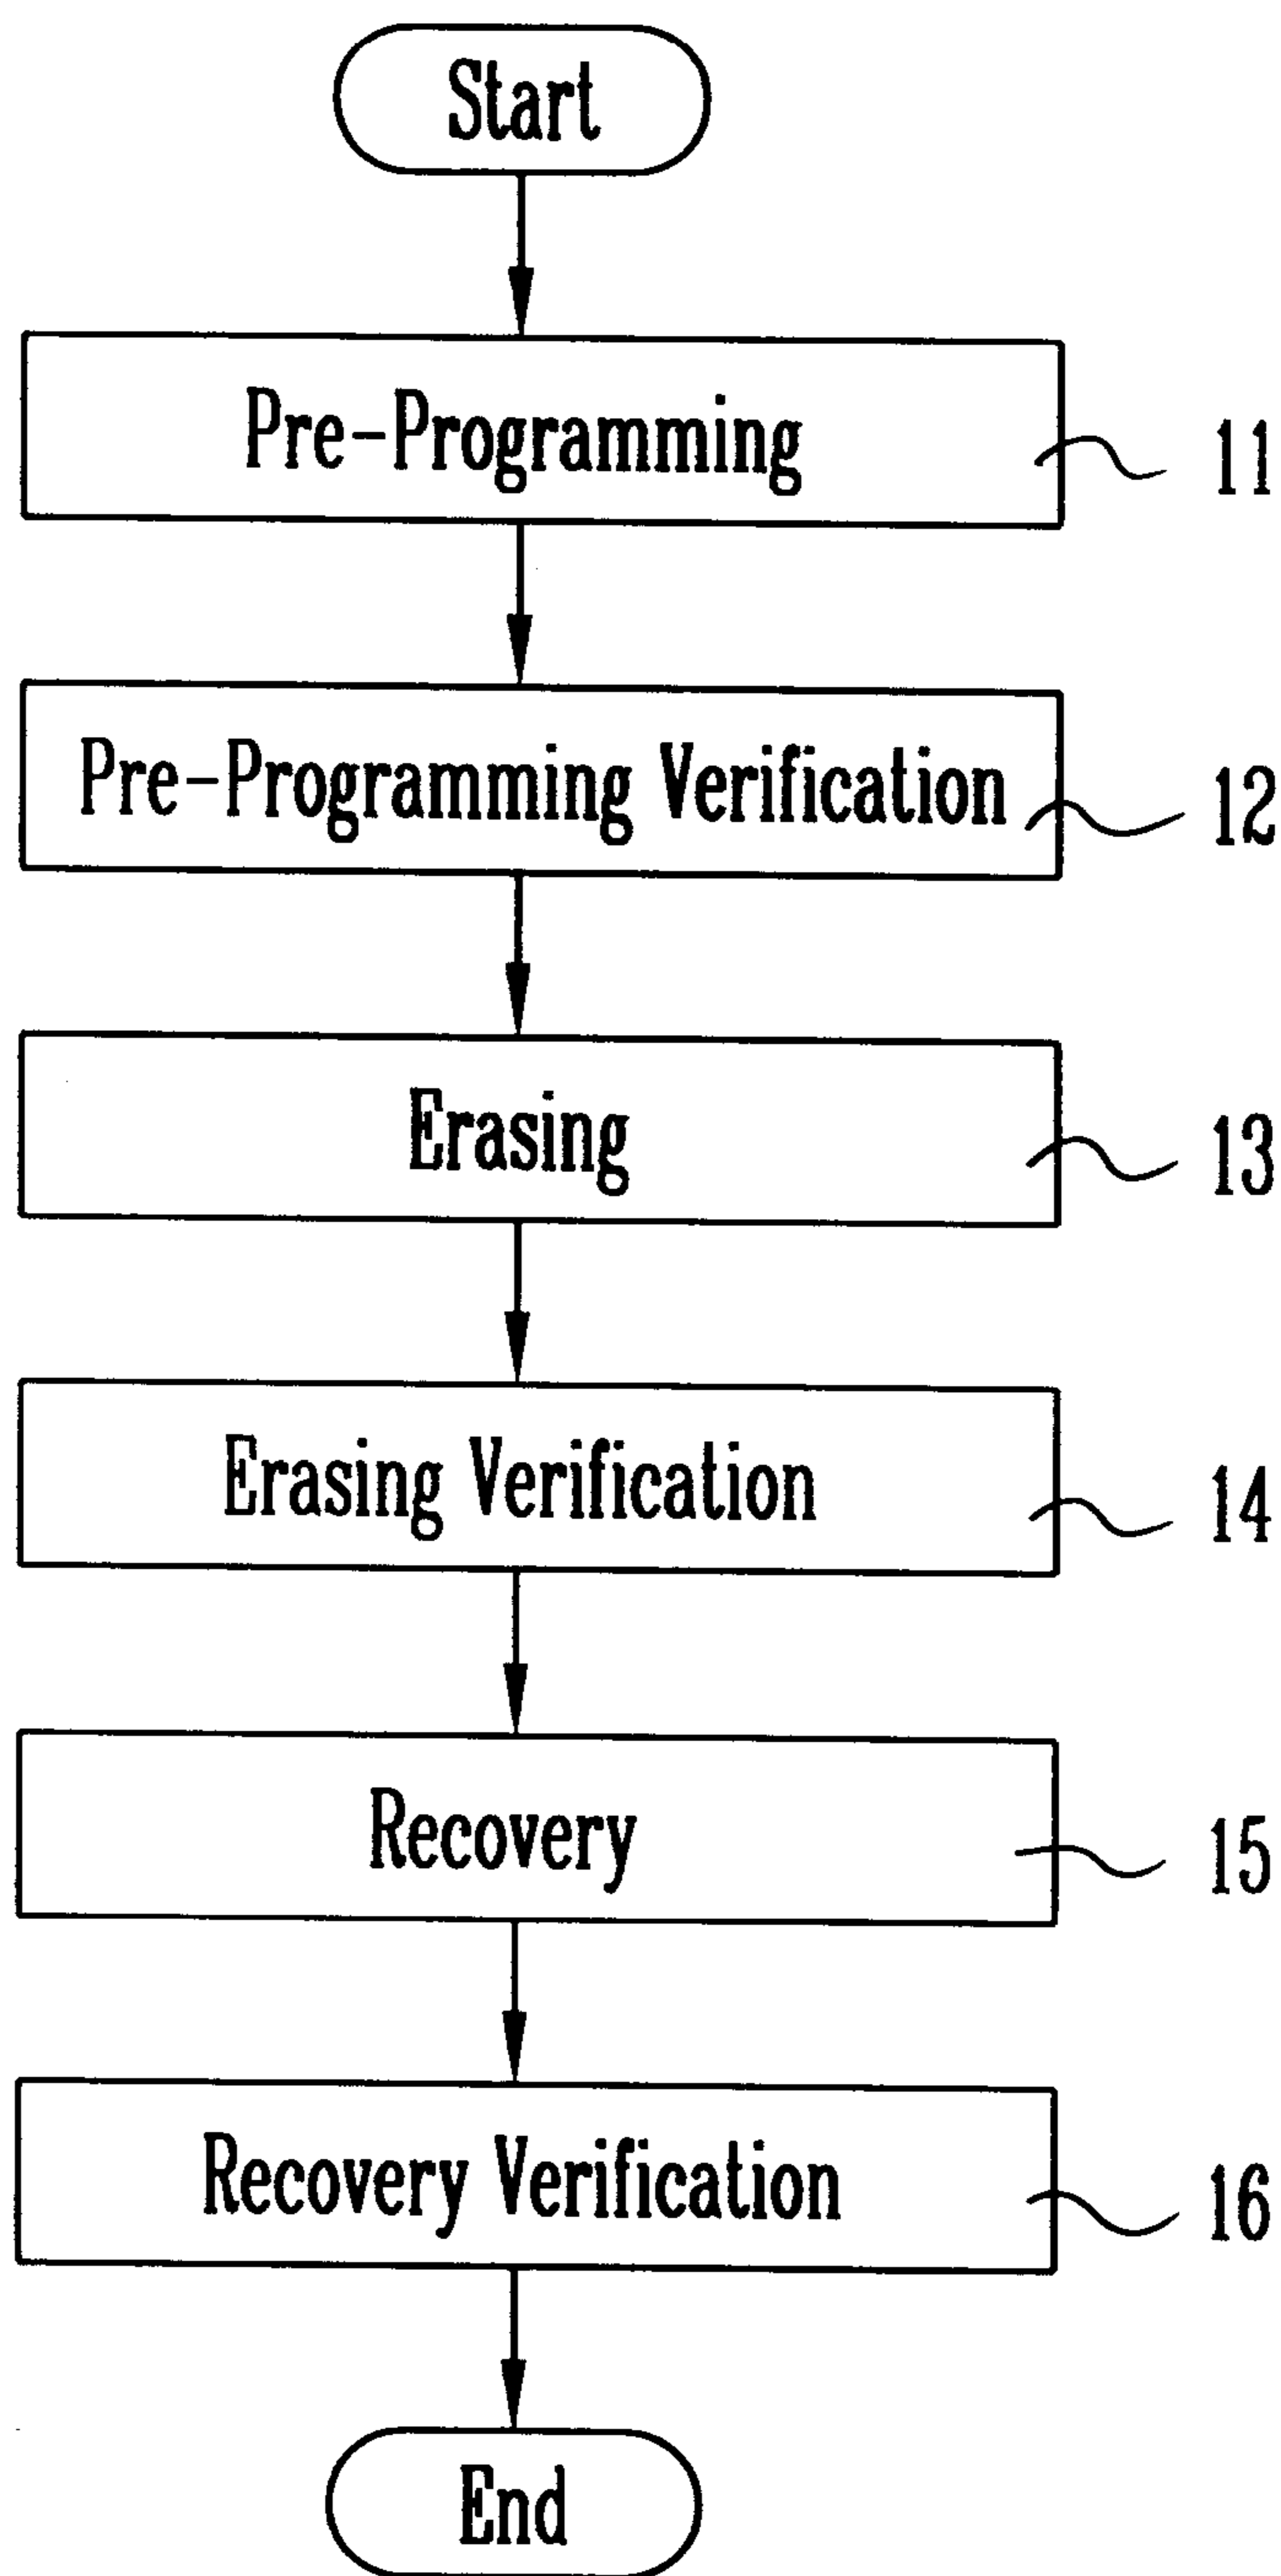 Start
Pre-Programming
11
Pre-Programming Verification
12
Erasing
13
Erasing Verification
14
Recovery
15
Recovery Verification
16
End